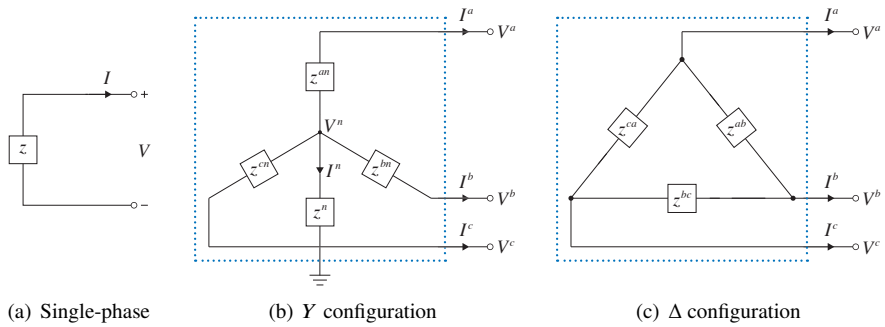 I
+
z
V
−
I^a
V^a
z^{an}
V^n
z^{cn}
z^{bn}
I^n
z^n
I^b
V^b
I^c
V^c
I^a
V^a
z^{ca}
z^{ab}
z^{bc}
I^b
V^b
I^c
V^c
(a) Single-phase
(b) Y configuration
(c) Δ configuration